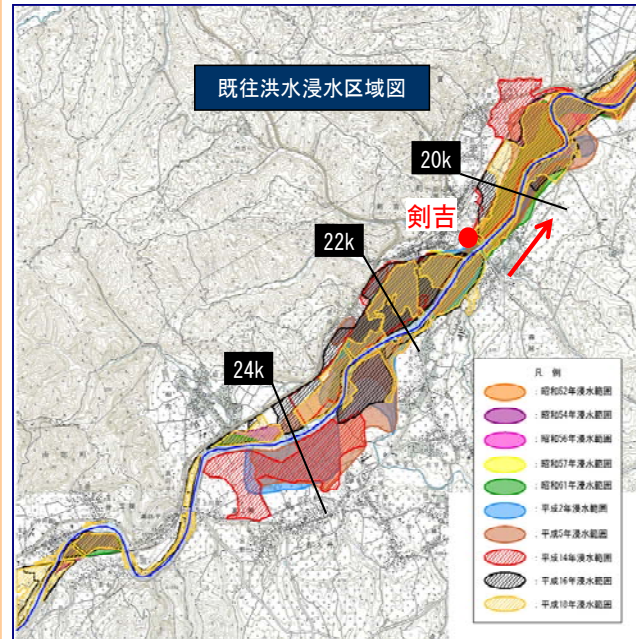 既往洪水浸水区域図
20k
剣吉
22k
24k
凡 例
：昭和52年浸水範囲
：昭和54年浸水範囲
：昭和56年浸水範囲
：昭和57年浸水範囲
：昭和61年浸水範囲
：平成2年浸水範囲
：平成5年浸水範囲
：平成14年浸水範囲
：平成16年浸水範囲
：平成10年浸水範囲